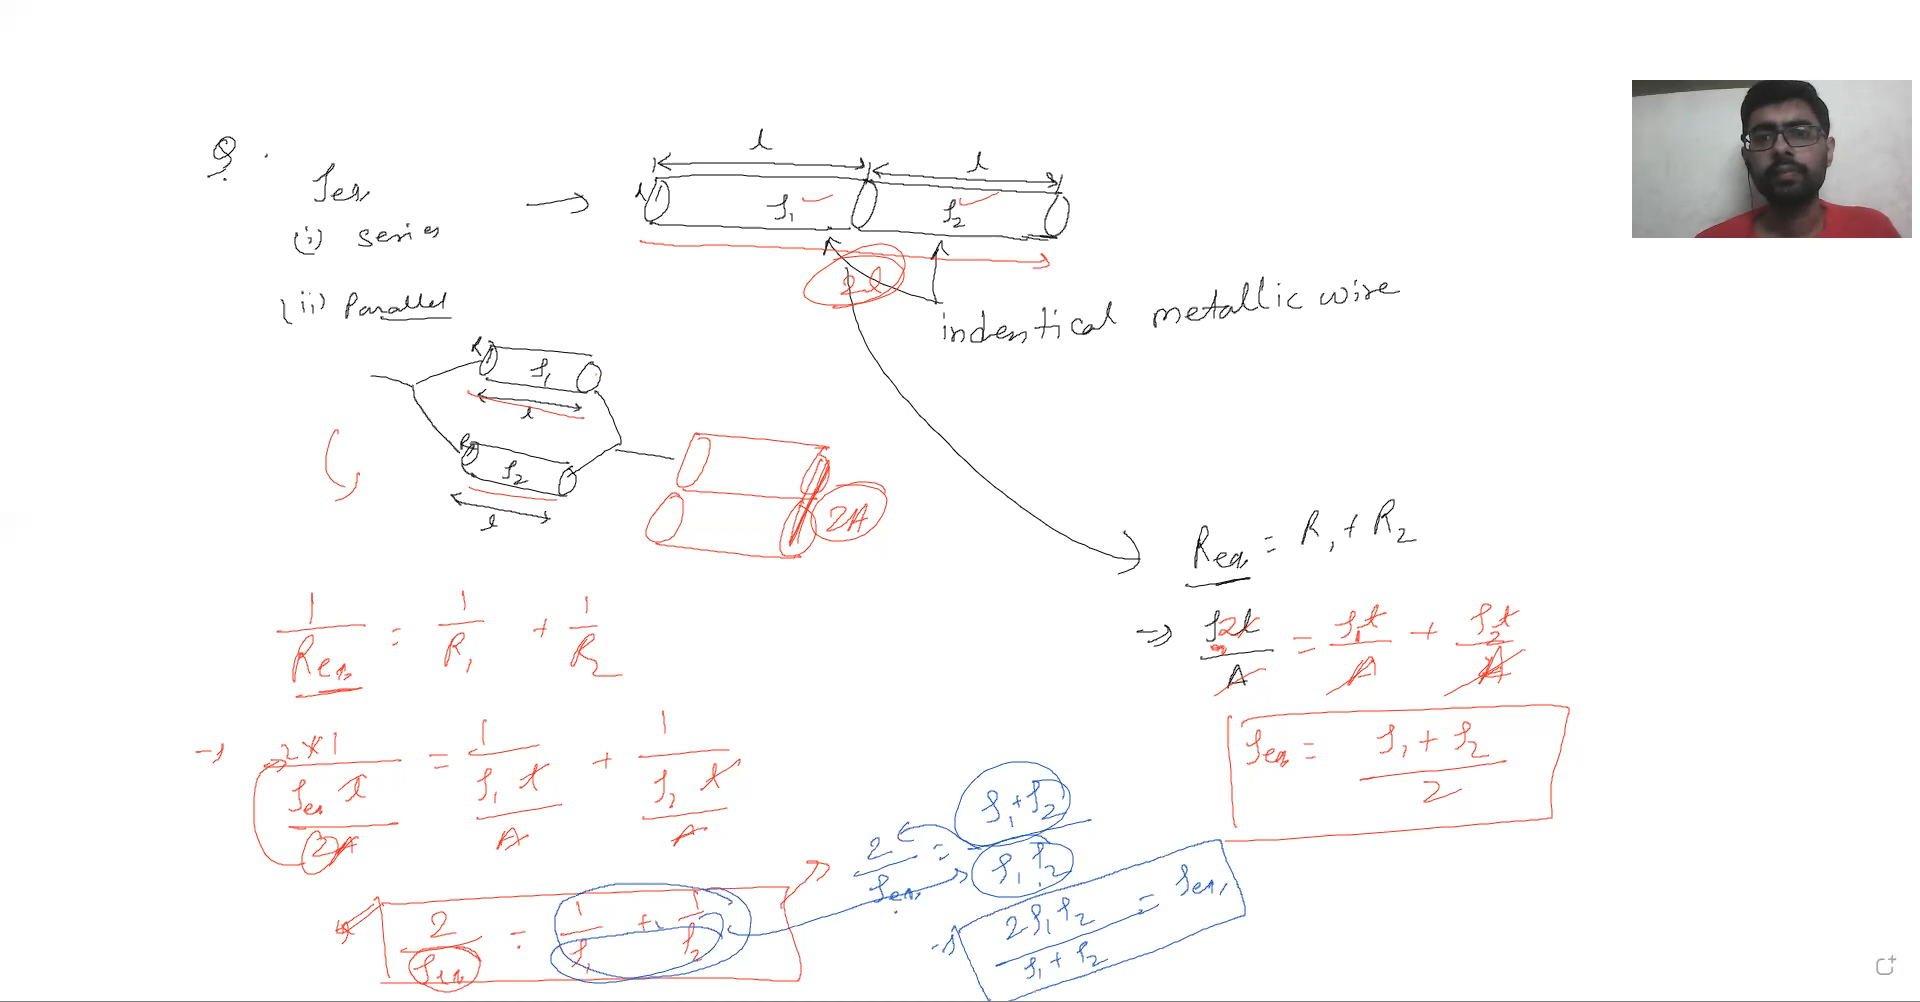 Q.
ρeq
(i) series
(ii) Parallel
l
l
ρ1
ρ2
2l
indentical metallic wire
R
ρ1
l
R
ρ2
l
2A
Req = R1 + R2
⇒ ρ2l/A = ρ1l/A + ρ2l/A
ρeq = (ρ1 + ρ2)/2
1/Req = 1/R1 + 1/R2
→ 2×1/(ρeq l/2A) = 1/(ρ1 l/A) + 1/(ρ2 l/A)
2/ρeq = 1/ρ1 + 1/ρ2
2/ρeq = (ρ1 + ρ2)/(ρ1 ρ2)
→ 2ρ1ρ2/(ρ1 + ρ2) = ρeq